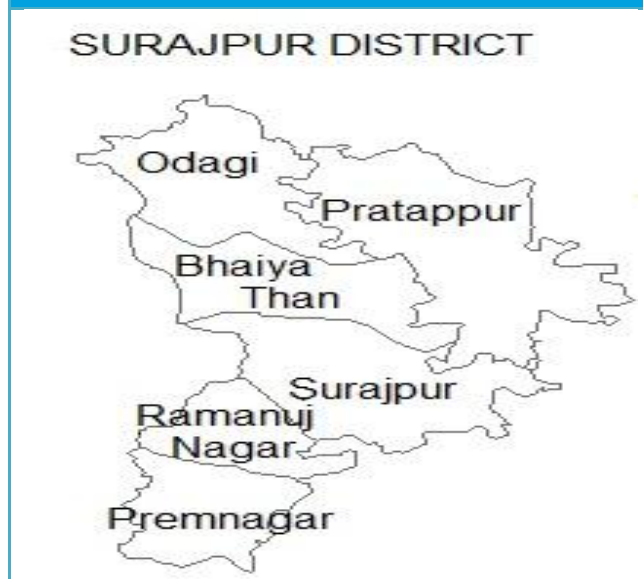 SURAJPUR DISTRICT
Odagi
Pratappur
Bhaiya
Than
Surajpur
Ramanuj
Nagar
Premnagar